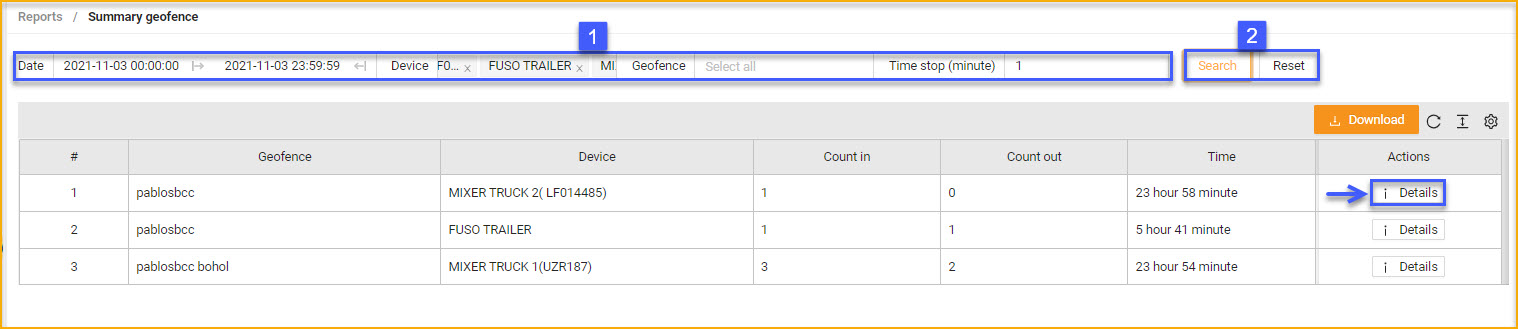 Reports / Summary geofence
1
2
Date 2021-11-03 00:00:00 2021-11-03 23:59:59 Device F0... × FUSO TRAILER × MI Geofence Select all Time stop (minute) 1 Search Reset
Download
# Geofence Device Count in Count out Time Actions
1 pablosbcc MIXER TRUCK 2( LF014485) 1 0 23 hour 58 minute Details
2 pablosbcc FUSO TRAILER 1 1 5 hour 41 minute Details
3 pablosbcc bohol MIXER TRUCK 1(UZR187) 3 2 23 hour 54 minute Details